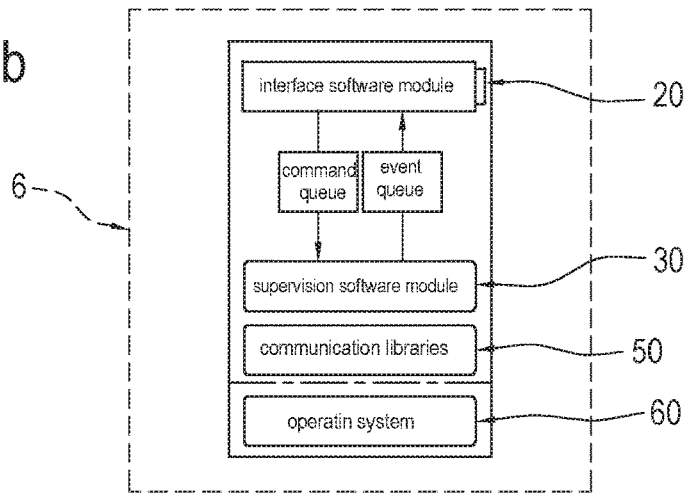 b
interface software module
20
command
queue
event
queue
6
supervision software module
30
communication libraries
50
operatin system
60